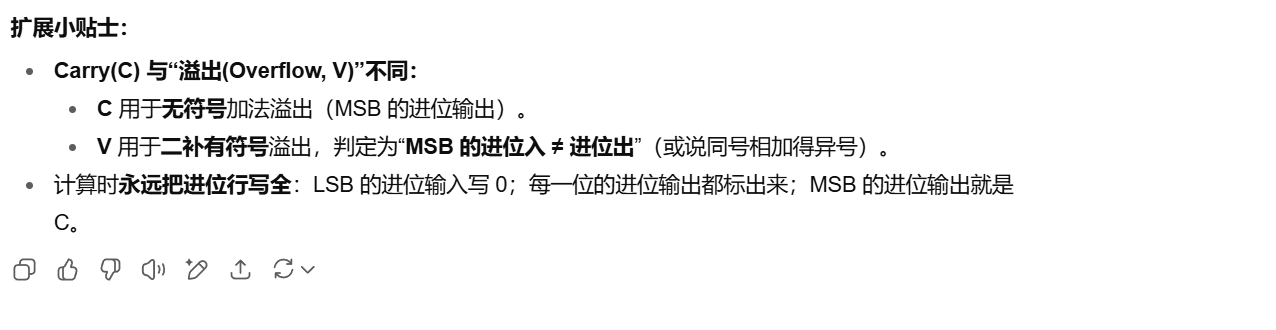 扩展小贴士：
Carry(C) 与“溢出(Overflow, V)”不同：
C 用于无符号加法溢出（MSB 的进位输出）。
V 用于二补有符号溢出，判定为“MSB 的进位入 ≠ 进位出”（或说同号相加得异号）。
计算时永远把进位行写全：LSB 的进位输入写 0；每一位的进位输出都标出来；MSB 的进位输出就是
C。